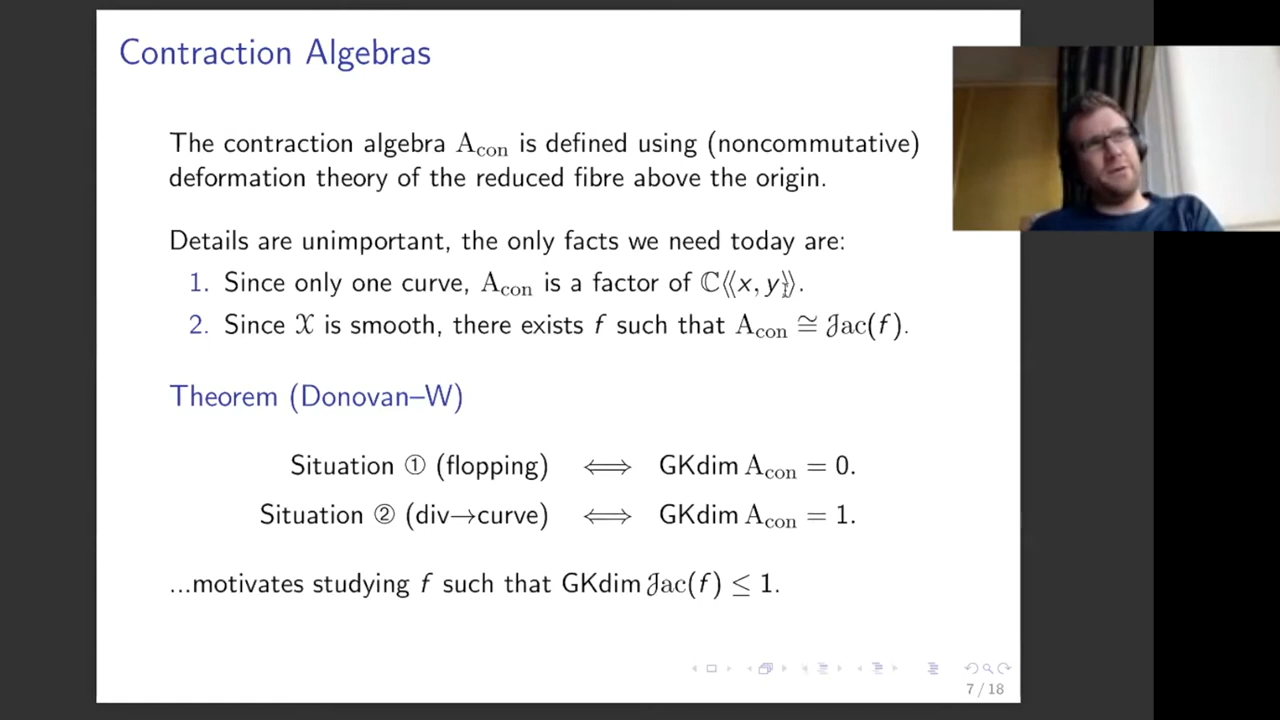 Contraction Algebras
The contraction algebra A_con is defined using (noncommutative)
deformation theory of the reduced fibre above the origin.
Details are unimportant, the only facts we need today are:
1. Since only one curve, A_con is a factor of ℂ⟪x, y⟫.
2. Since 𝒳 is smooth, there exists f such that A_con ≅ 𝒥ac(f).
Theorem (Donovan–W)
Situation ① (flopping) ⟺ GKdim A_con = 0.
Situation ② (div→curve) ⟺ GKdim A_con = 1.
...motivates studying f such that GKdim 𝒥ac(f) ≤ 1.
7 / 18